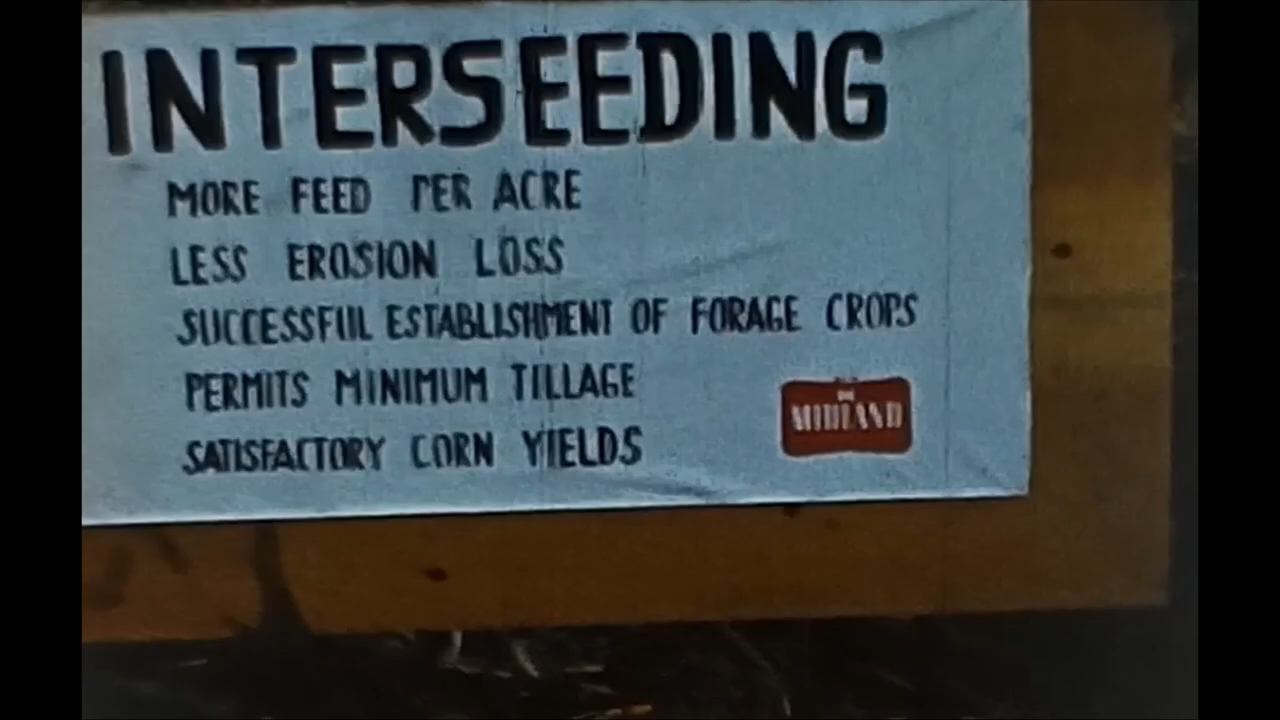 INTERSEEDING
MORE FEED PER ACRE
LESS EROSION LOSS
SUCCESSFUL ESTABLISHMENT OF FORAGE CROPS
PERMITS MINIMUM TILLAGE
SATISFACTORY CORN YIELDS
MIDLAND